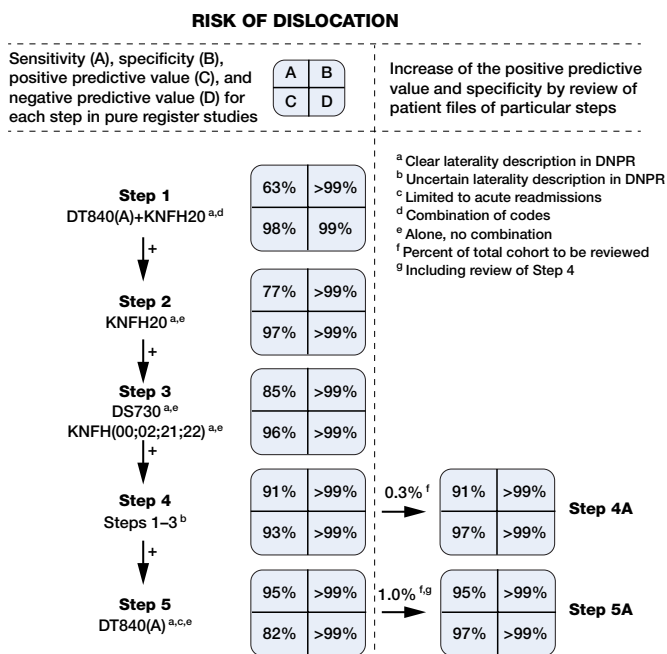 RISK OF DISLOCATION
Sensitivity (A), specificity (B),
positive predictive value (C), and
negative predictive value (D) for
each step in pure register studies
A B
C D
Increase of the positive predictive
value and specificity by review of
patient files of particular steps
a Clear laterality description in DNPR
b Uncertain laterality description in DNPR
c Limited to acute readmissions
d Combination of codes
e Alone, no combination
f Percent of total cohort to be reviewed
g Including review of Step 4
Step 1
DT840(A)+KNFH20 a,d
63% >99%
98% 99%
+
Step 2
KNFH20 a,e
77% >99%
97% >99%
+
Step 3
DS730 a,e
KNFH(00;02;21;22) a,e
85% >99%
96% >99%
+
Step 4
Steps 1–3 b
91% >99%
93% >99%
0.3% f
91% >99%
97% >99%
Step 4A
+
Step 5
DT840(A) a,c,e
95% >99%
82% >99%
1.0% f,g
95% >99%
97% >99%
Step 5A